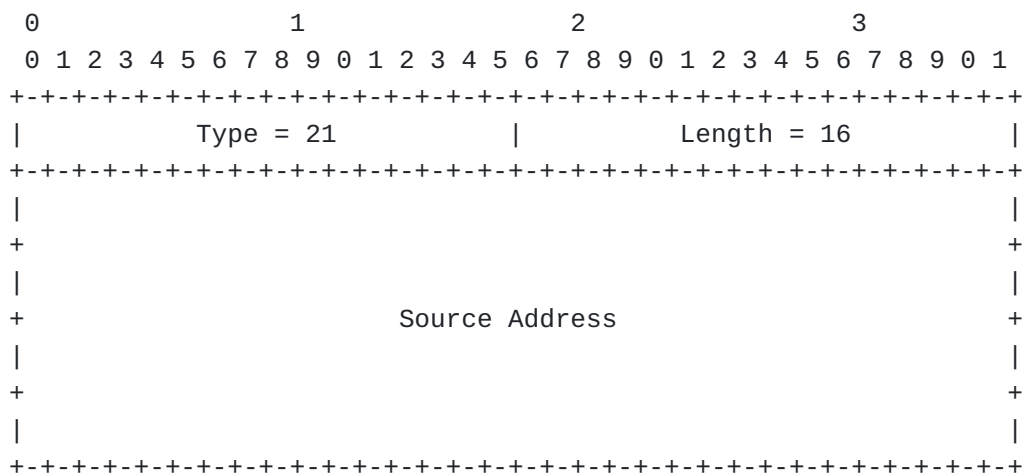 0                   1                   2                   3
 0 1 2 3 4 5 6 7 8 9 0 1 2 3 4 5 6 7 8 9 0 1 2 3 4 5 6 7 8 9 0 1
+-+-+-+-+-+-+-+-+-+-+-+-+-+-+-+-+-+-+-+-+-+-+-+-+-+-+-+-+-+-+-+-+
|           Type = 21           |          Length = 16          |
+-+-+-+-+-+-+-+-+-+-+-+-+-+-+-+-+-+-+-+-+-+-+-+-+-+-+-+-+-+-+-+-+
|                                                               |
+                                                               +
|                                                               |
+                        Source Address                         +
|                                                               |
+                                                               +
|                                                               |
+-+-+-+-+-+-+-+-+-+-+-+-+-+-+-+-+-+-+-+-+-+-+-+-+-+-+-+-+-+-+-+-+